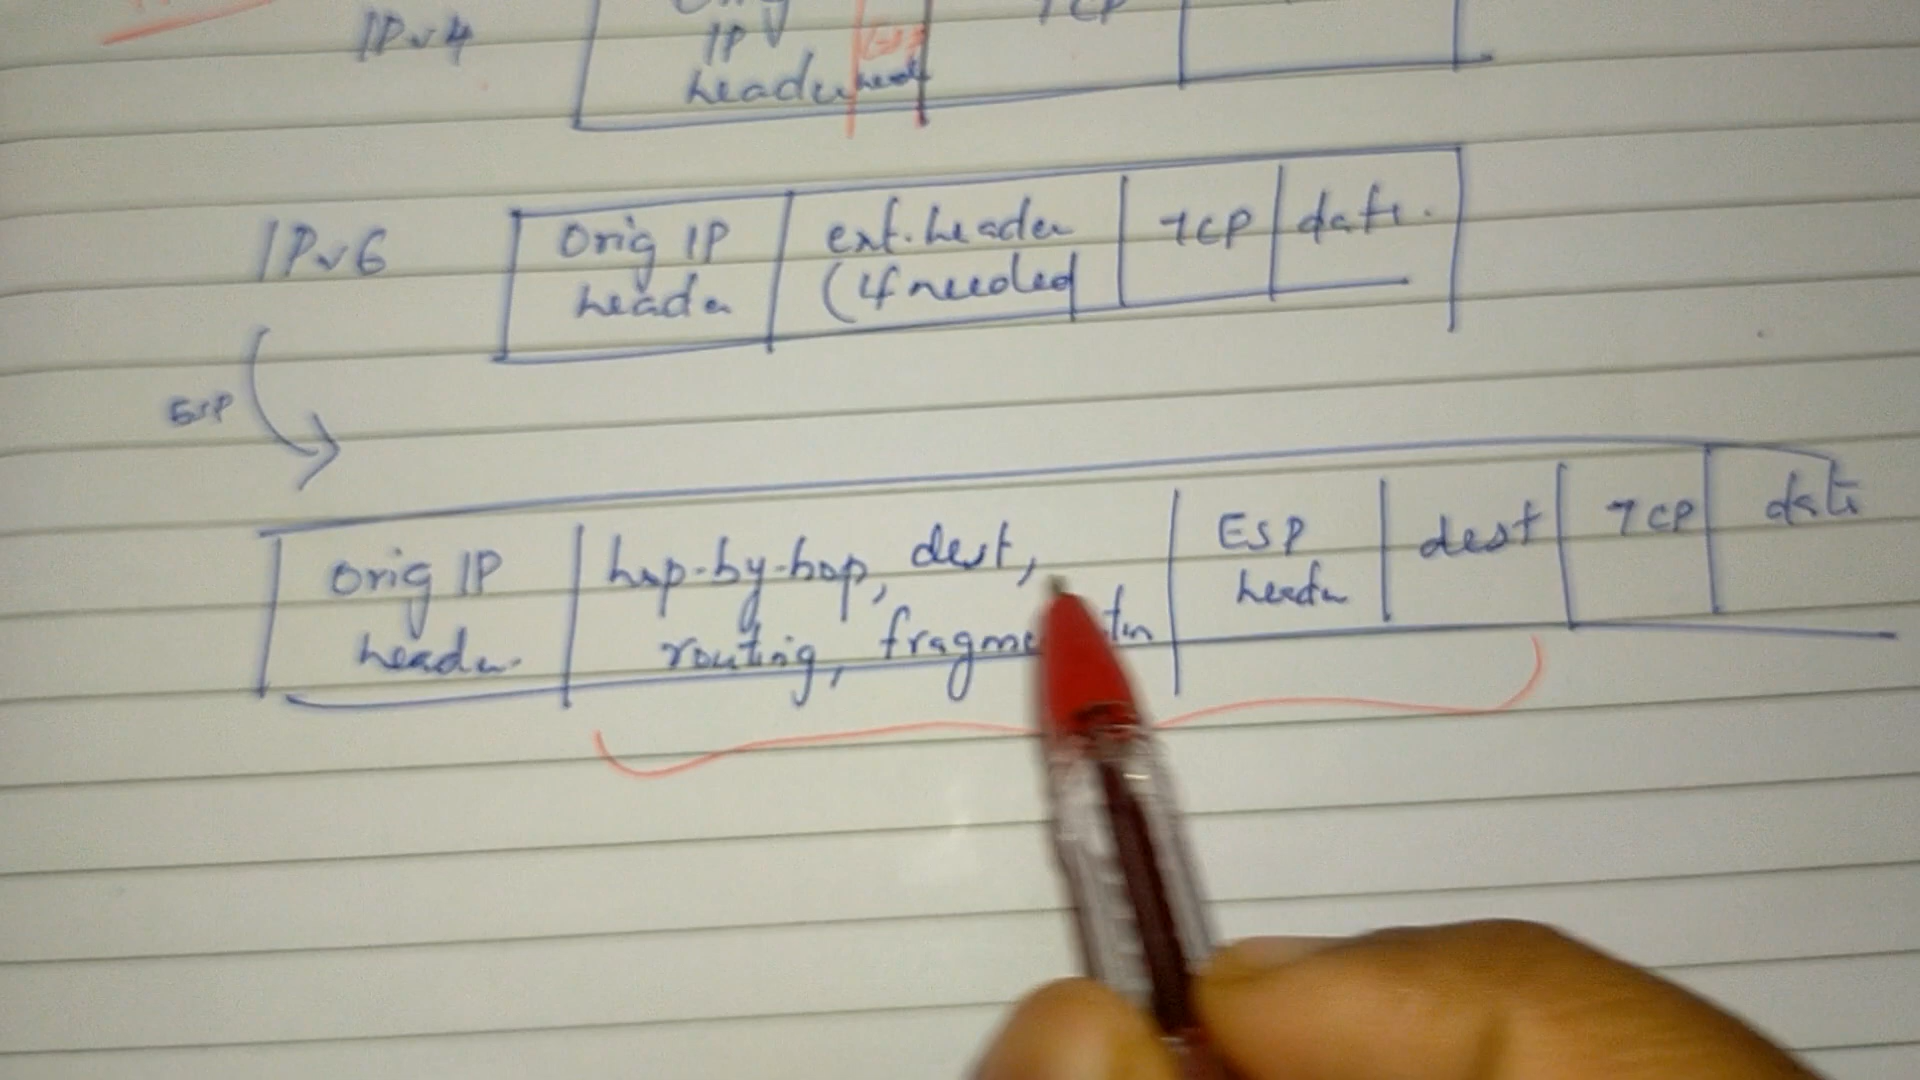 IPv4
IP
header
TCP
IPv6
Orig IP
header
ext. header
(if needed
TCP
data.
ESP
Orig IP
header.
hop-by-hop, dest,
routing,
ESP
header
dest
TCP
data